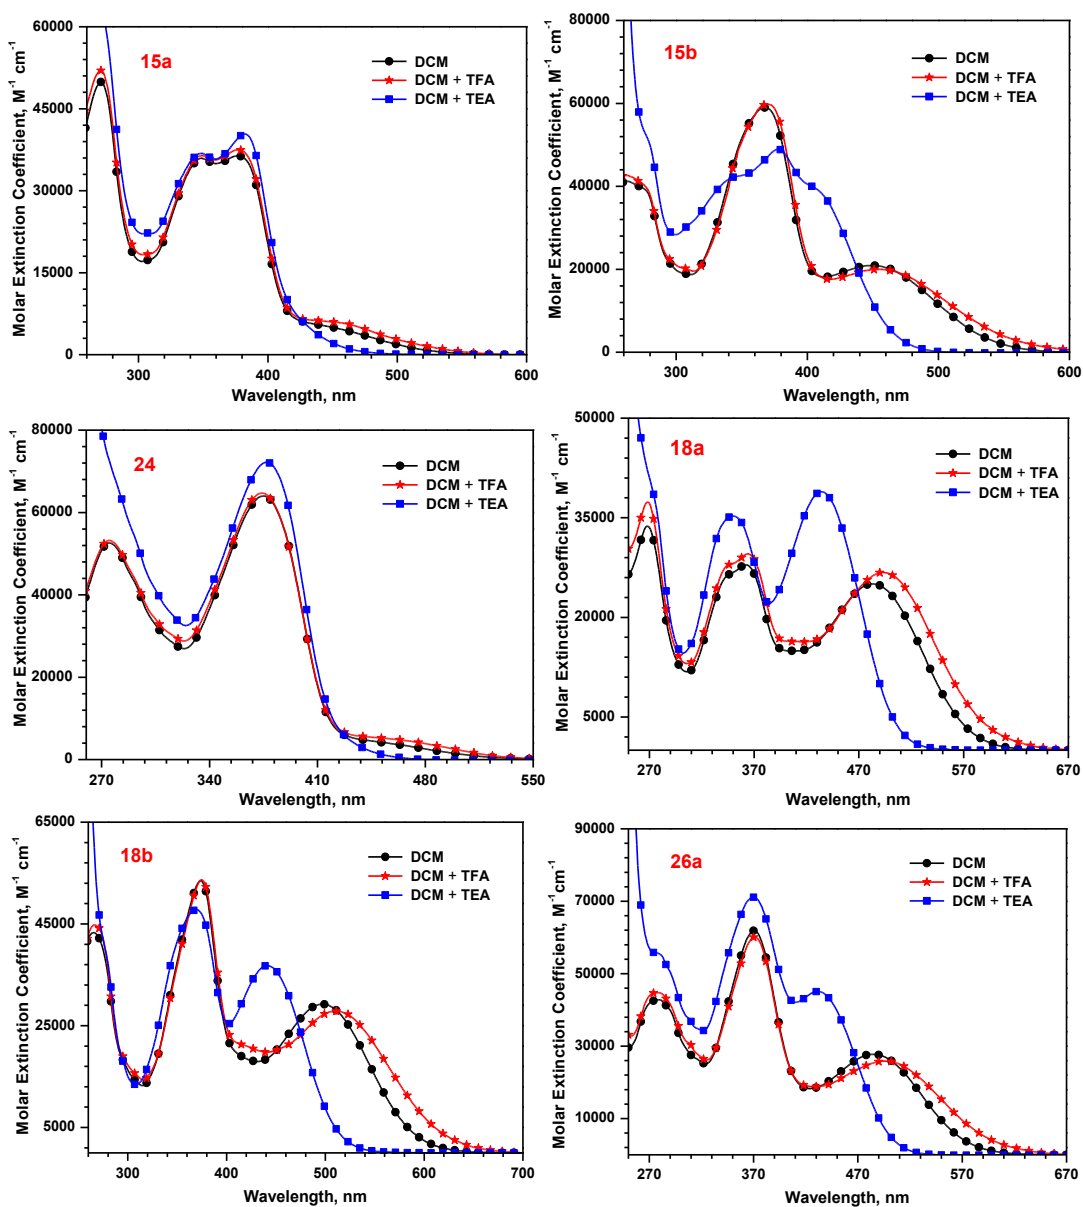 15a
DCM
DCM + TFA
DCM + TEA
Molar Extinction Coefficient, M⁻¹ cm⁻¹
60000
45000
30000
15000
0
300 400 500 600
Wavelength, nm
15b
DCM
DCM + TFA
DCM + TEA
Molar Extinction Coefficient, M⁻¹ cm⁻¹
80000
60000
40000
20000
0
300 400 500 600
Wavelength, nm
24
DCM
DCM + TFA
DCM + TEA
Molar Extinction Coefficient, M⁻¹ cm⁻¹
80000
60000
40000
20000
0
270 340 410 480 550
Wavelength, nm
18a
DCM
DCM + TFA
DCM + TEA
Molar Extinction Coefficient, M⁻¹ cm⁻¹
50000
35000
20000
5000
270 370 470 570 670
Wavelength, nm
18b
DCM
DCM + TFA
DCM + TEA
Molar Extinction Coefficient, M⁻¹ cm⁻¹
65000
45000
25000
5000
300 400 500 600 700
Wavelength, nm
26a
DCM
DCM + TFA
DCM + TEA
Molar Extinction Coefficient, M⁻¹cm⁻¹
90000
70000
50000
30000
10000
270 370 470 570 670
Wavelength, nm